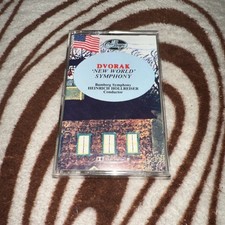 DVORAK
'NEW WORLD'
SYMPHONY
Bamberg Symphony
HEINRICH HOLLREISER
Conductor